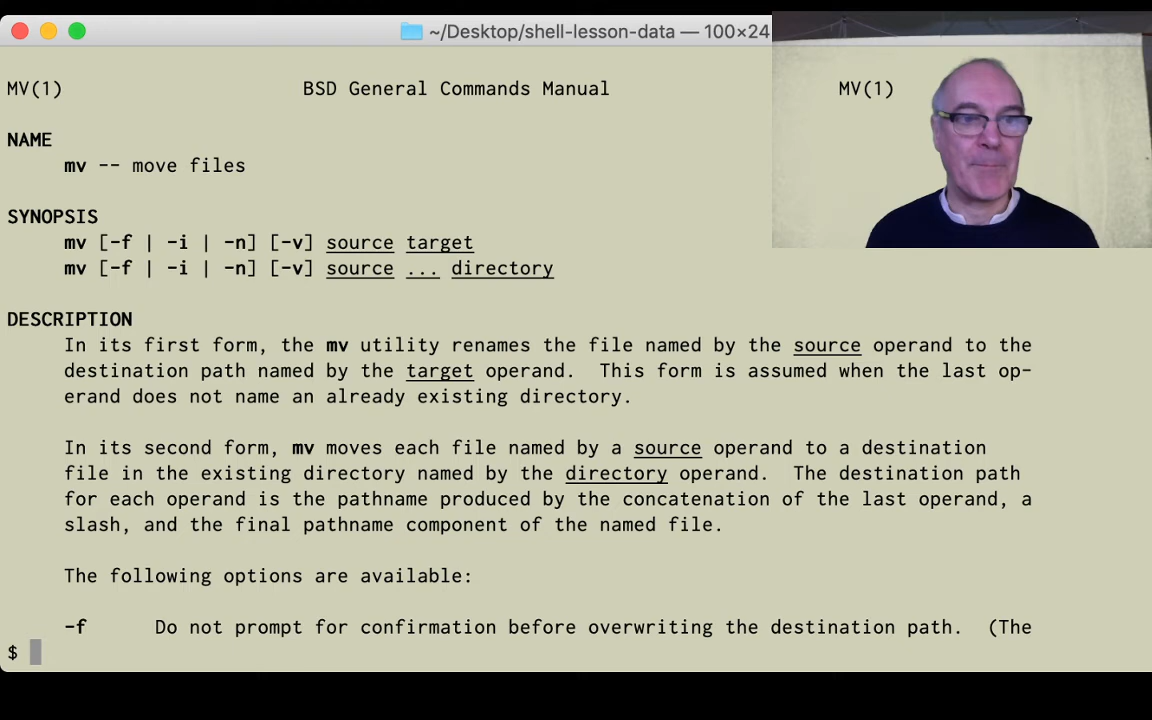 ~/Desktop/shell-lesson-data — 100×24
MV(1) BSD General Commands Manual MV(1)
NAME
mv -- move files
SYNOPSIS
mv [-f | -i | -n] [-v] source target
mv [-f | -i | -n] [-v] source ... directory
DESCRIPTION
In its first form, the mv utility renames the file named by the source operand to the
destination path named by the target operand. This form is assumed when the last op-
erand does not name an already existing directory.
In its second form, mv moves each file named by a source operand to a destination
file in the existing directory named by the directory operand. The destination path
for each operand is the pathname produced by the concatenation of the last operand, a
slash, and the final pathname component of the named file.
The following options are available:
-f Do not prompt for confirmation before overwriting the destination path. (The
$